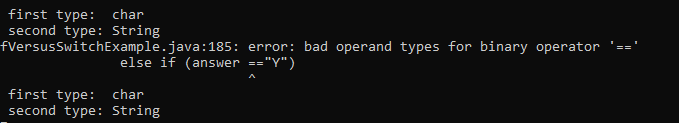 first type:  char
second type: String
fVersusSwitchExample.java:185: error: bad operand types for binary operator '=='
else if (answer =="Y")
^
first type:  char
second type: String